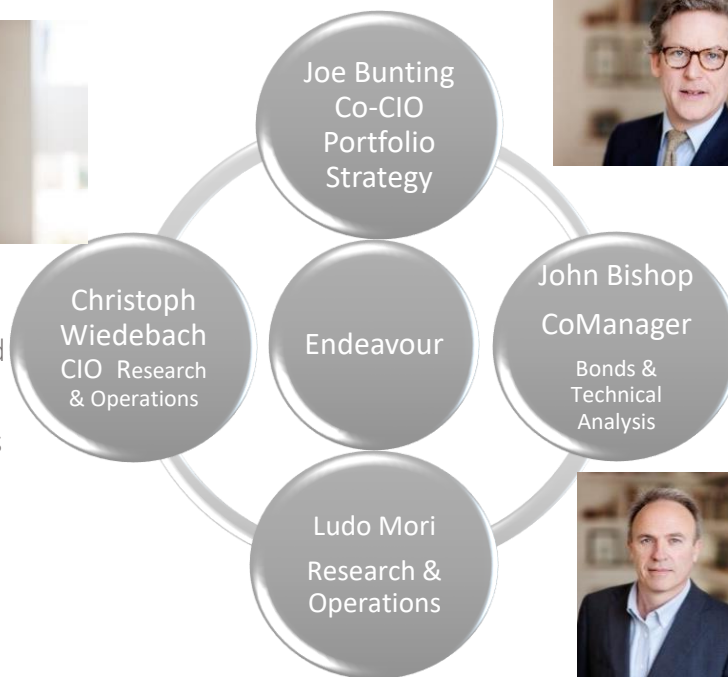 Joe Bunting
Co-CIO
Portfolio
Strategy
Christoph
Wiedebach
CIO Research
& Operations
Endeavour
John Bishop
CoManager
Bonds &
Technical
Analysis
Ludo Mori
Research &
Operations